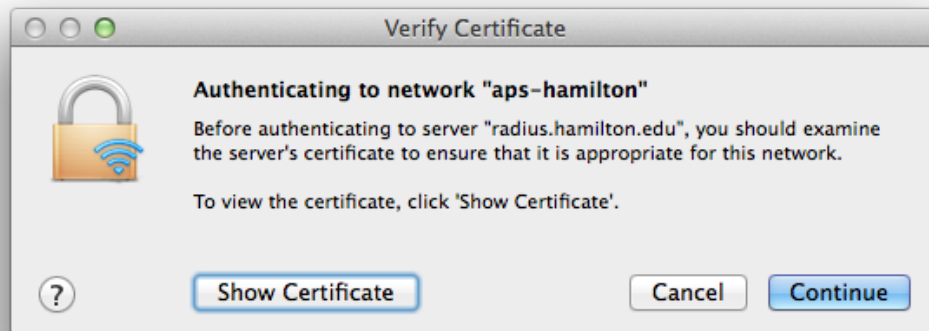 Verify Certificate
Authenticating to network "aps-hamilton"
Before authenticating to server "radius.hamilton.edu", you should examine
the server's certificate to ensure that it is appropriate for this network.
To view the certificate, click 'Show Certificate'.
?
Show Certificate
Cancel
Continue